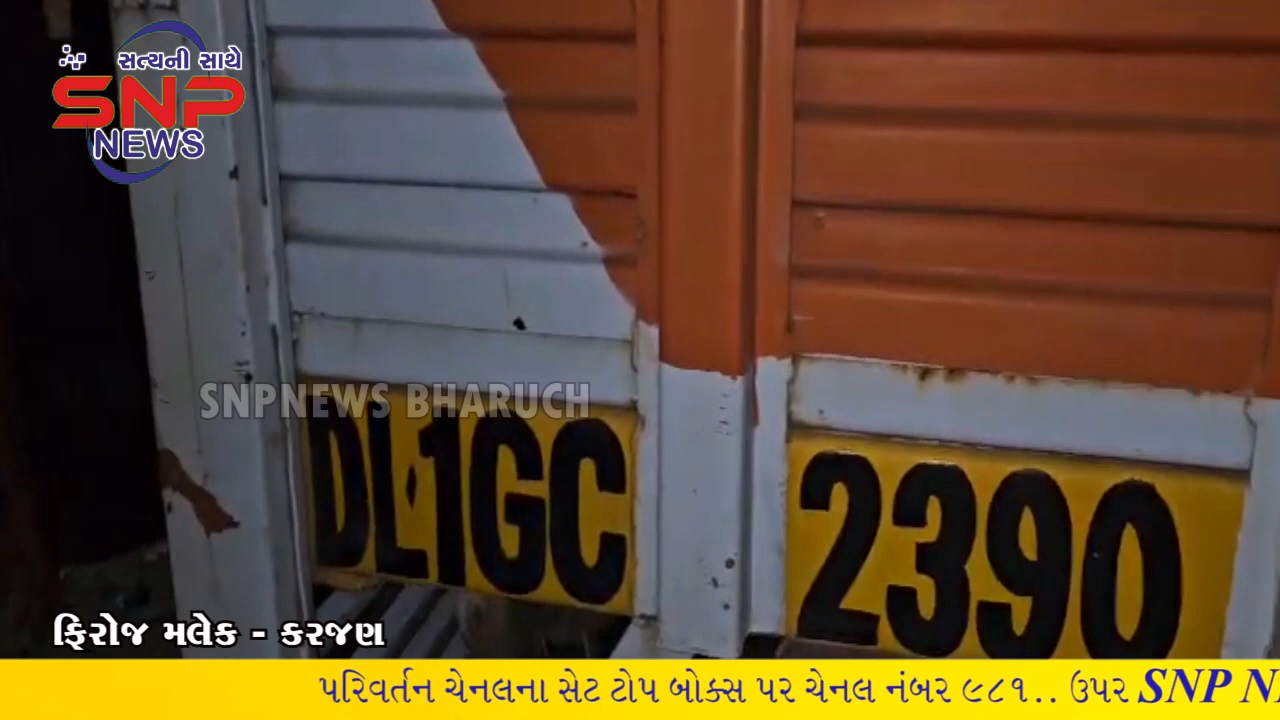 સત્યની સાથે
SNP
NEWS
SNPNEWS BHARUCH
DL1GC 2390
ફિરોજ મલેક - કરજણ
પરિવર્તન ચેનલના સેટ ટોપ બોક્સ પર ચેનલ નંબર ૯૮૧.. ઉપર SNP